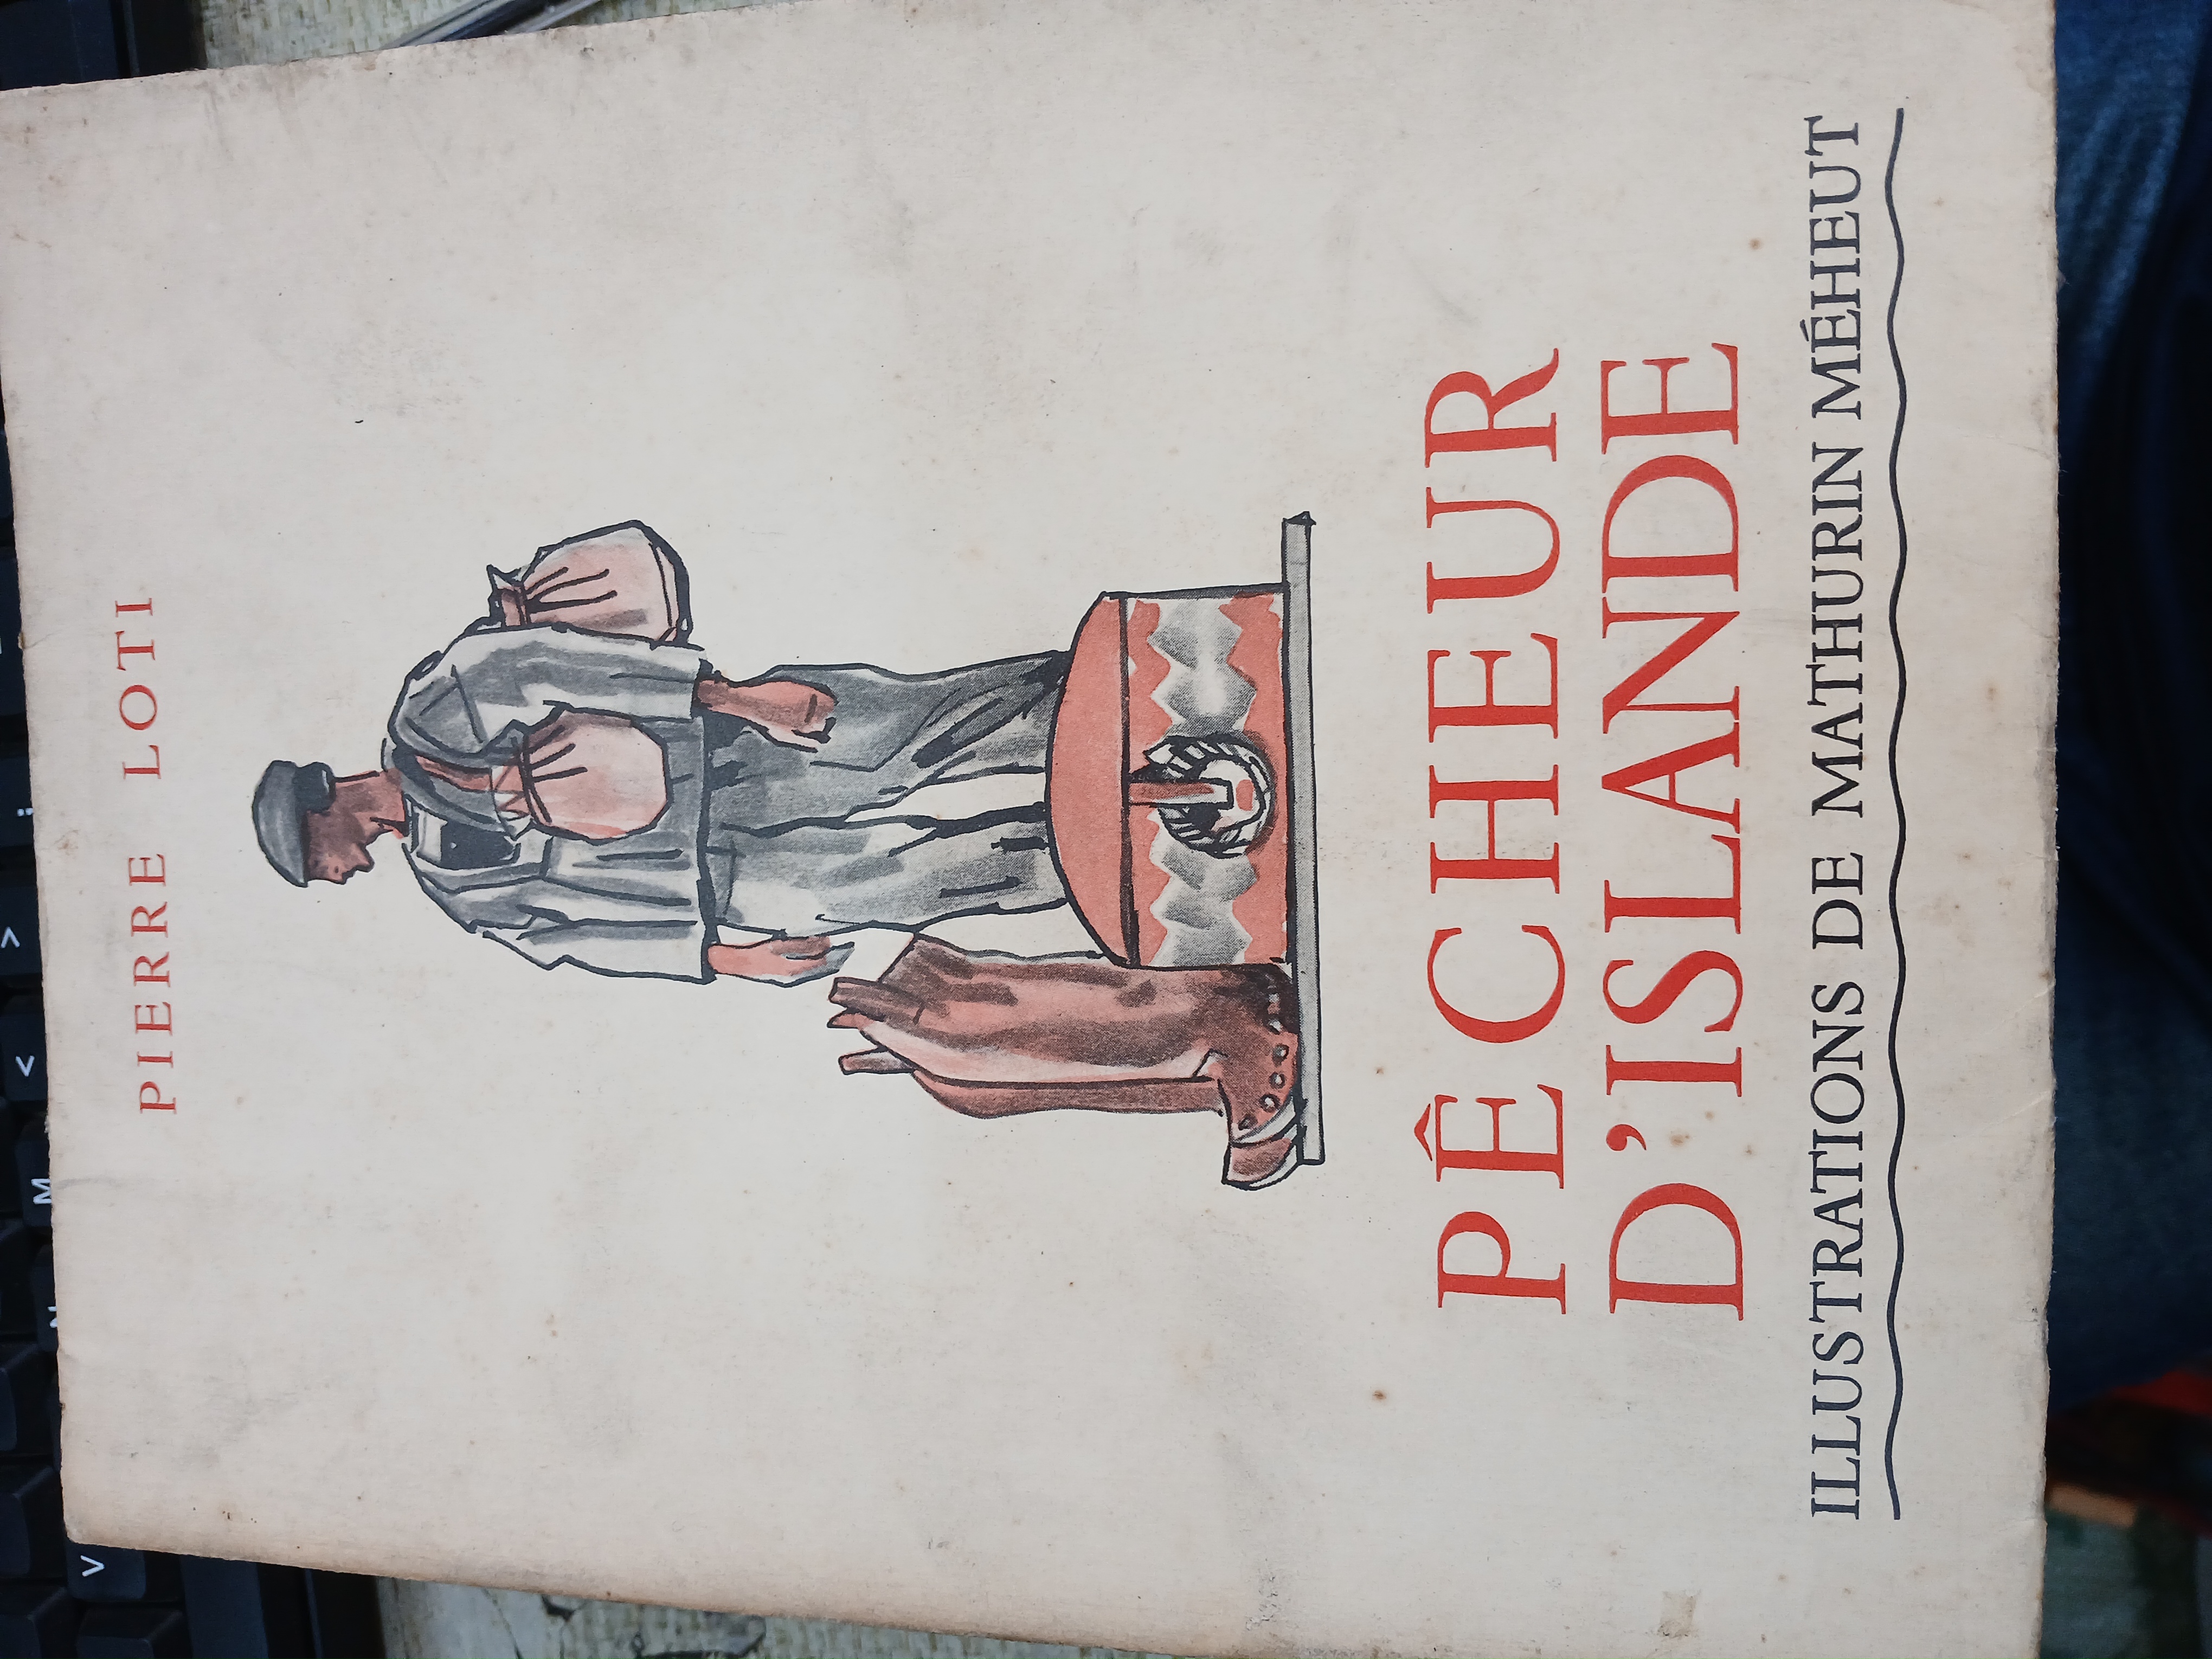 PIERRE LOTI
PÊCHEUR
D'ISLANDE
ILLUSTRATIONS DE MATHURIN MÉHEUT
V
N
M
<
>